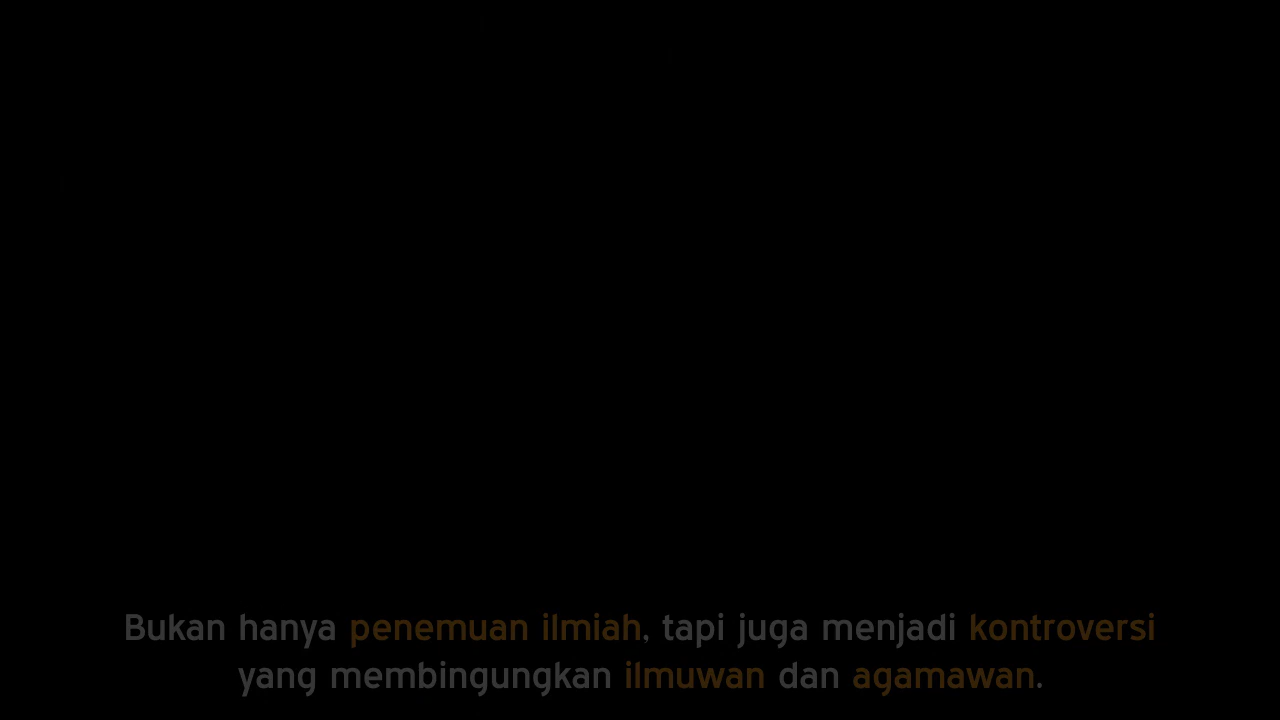 Bukan hanya penemuan ilmiah, tapi juga menjadi kontroversi
yang membingungkan ilmuwan dan agamawan.